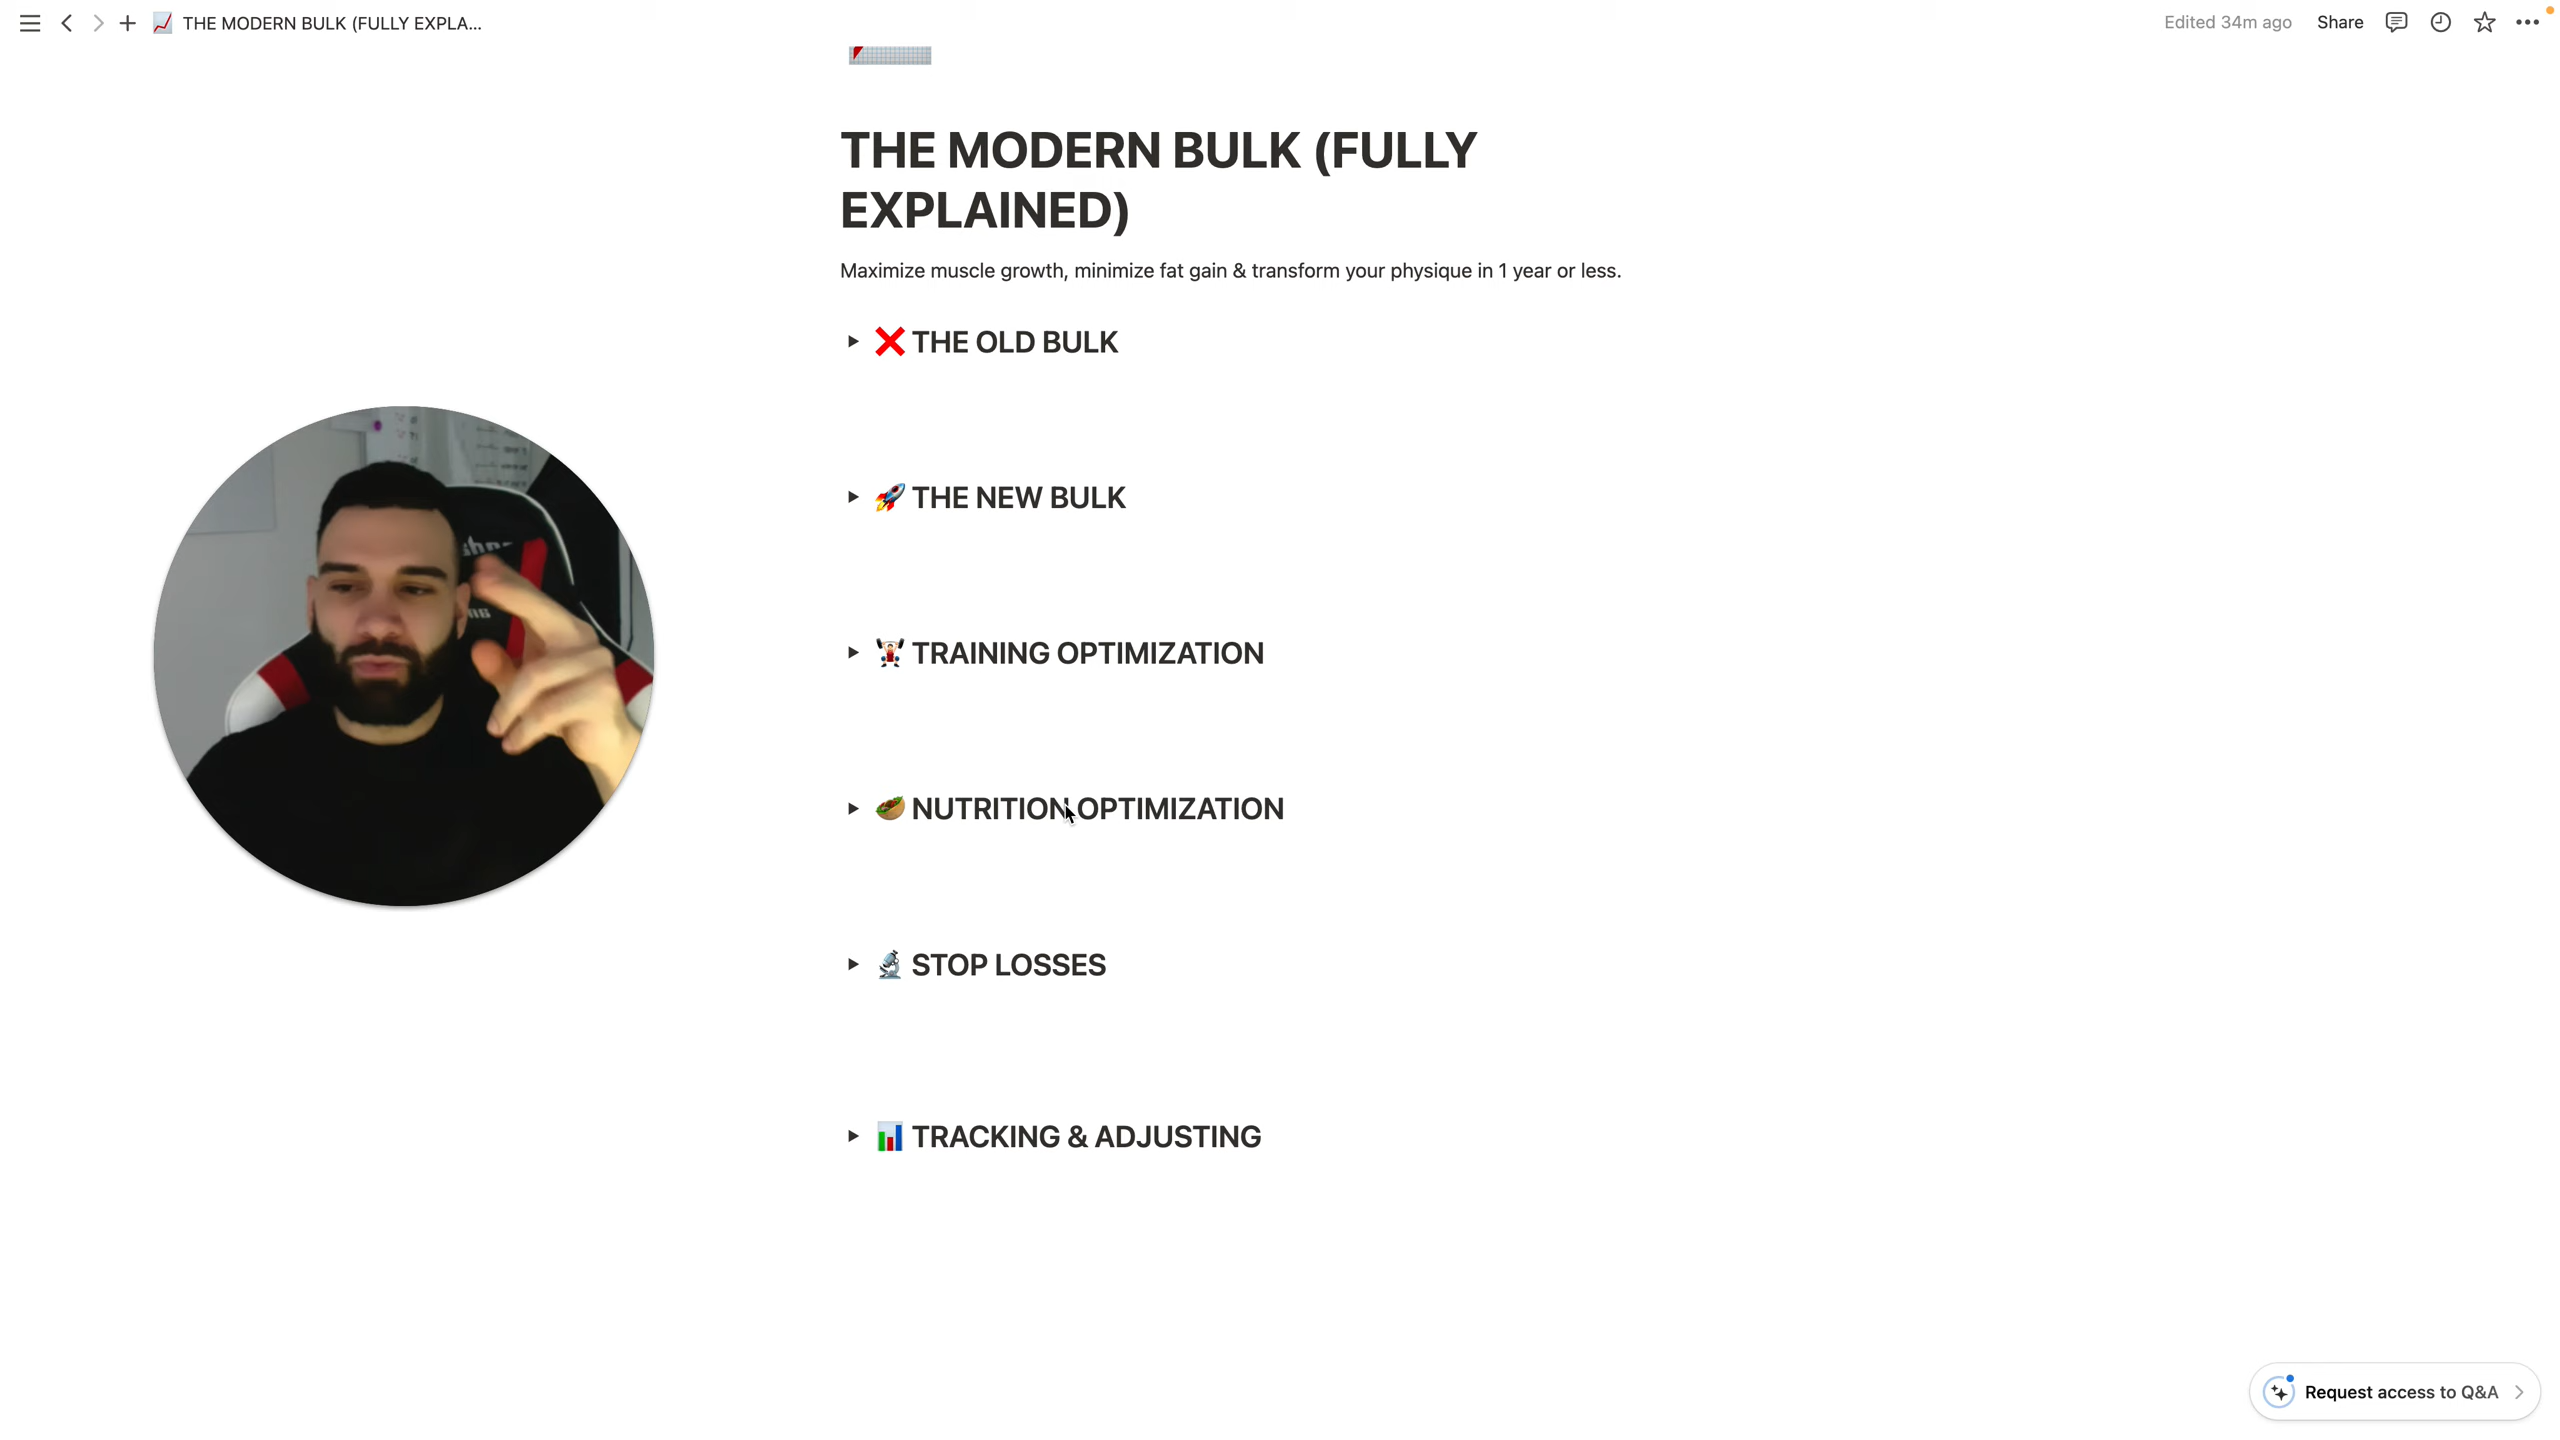 THE MODERN BULK (FULLY EXPLA...
Edited 34m ago
Share
THE MODERN BULK (FULLY
EXPLAINED)
Maximize muscle growth, minimize fat gain & transform your physique in 1 year or less.
❌ THE OLD BULK
🚀 THE NEW BULK
🏋🏻 TRAINING OPTIMIZATION
🥙 NUTRITION OPTIMIZATION
🔬 STOP LOSSES
📊 TRACKING & ADJUSTING
Request access to Q&A